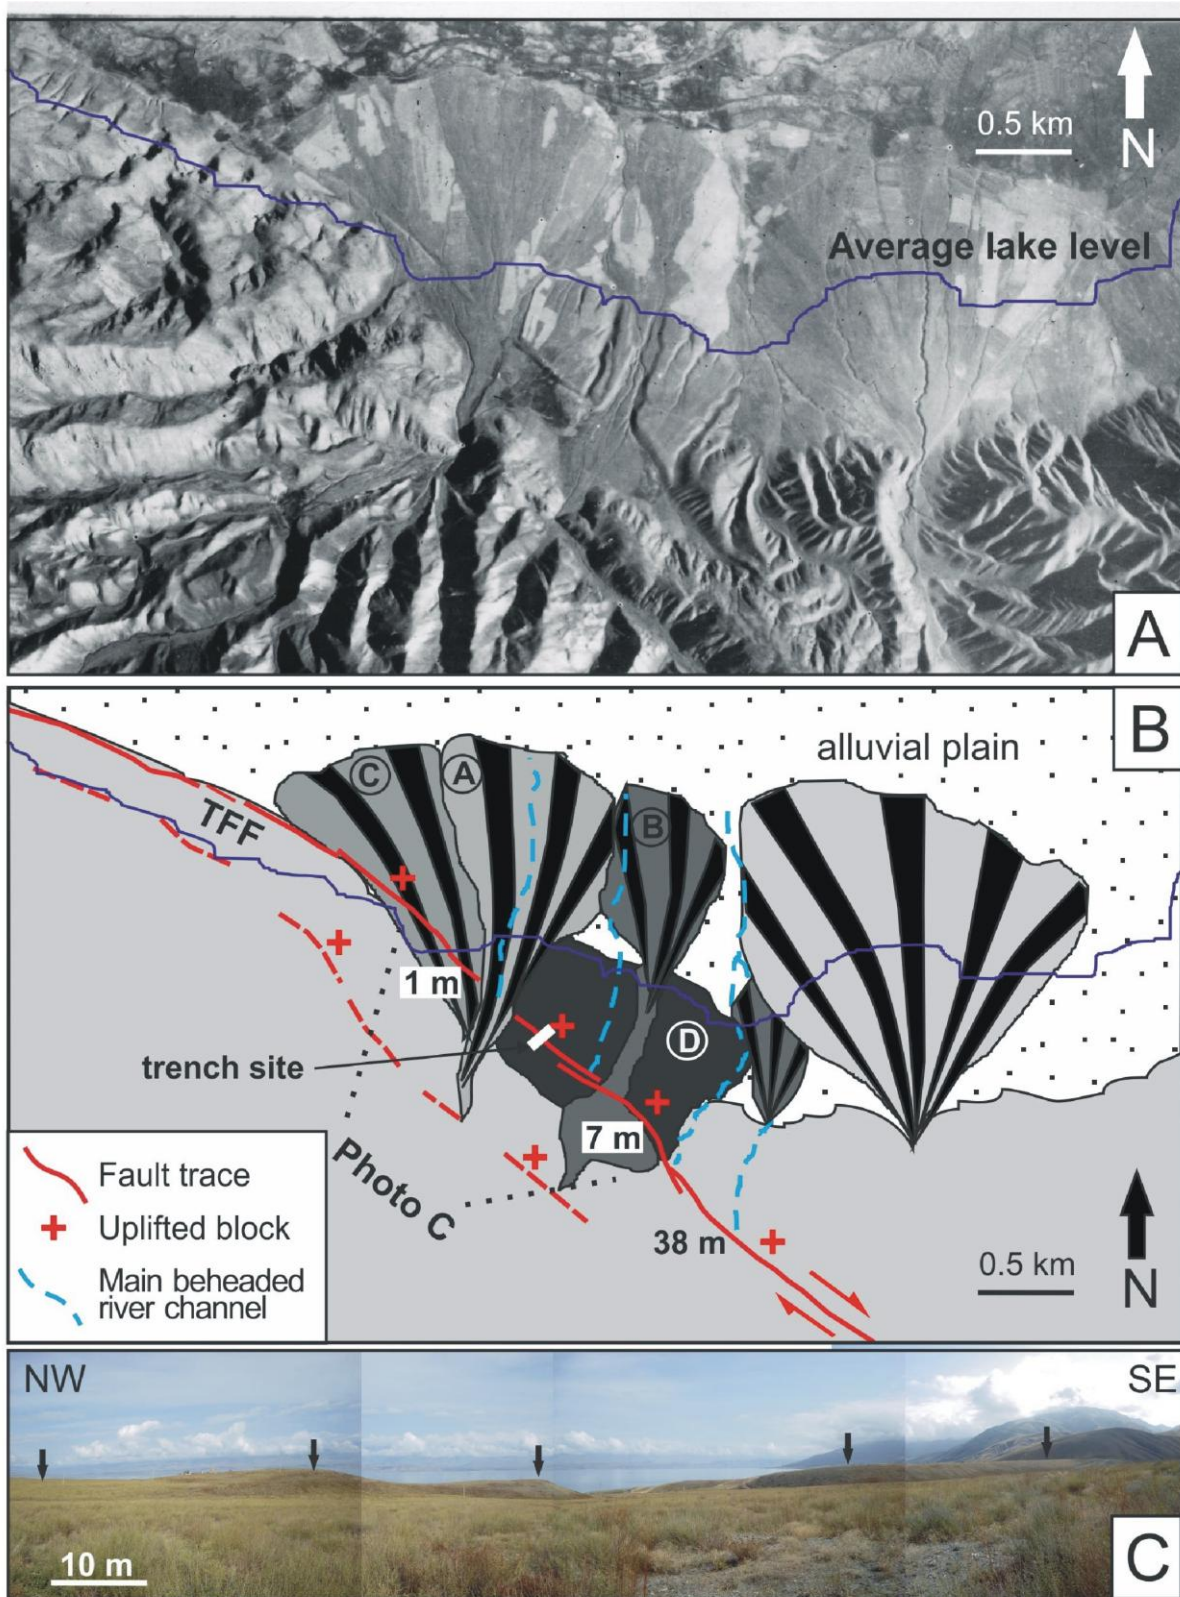 0.5 km
N
Average lake level
A
B
alluvial plain
C
A
B
TFF
1 m
trench site
D
7 m
Photo C
38 m
Fault trace
Uplifted block
Main beheaded
river channel
0.5 km
N
NW
SE
10 m
C